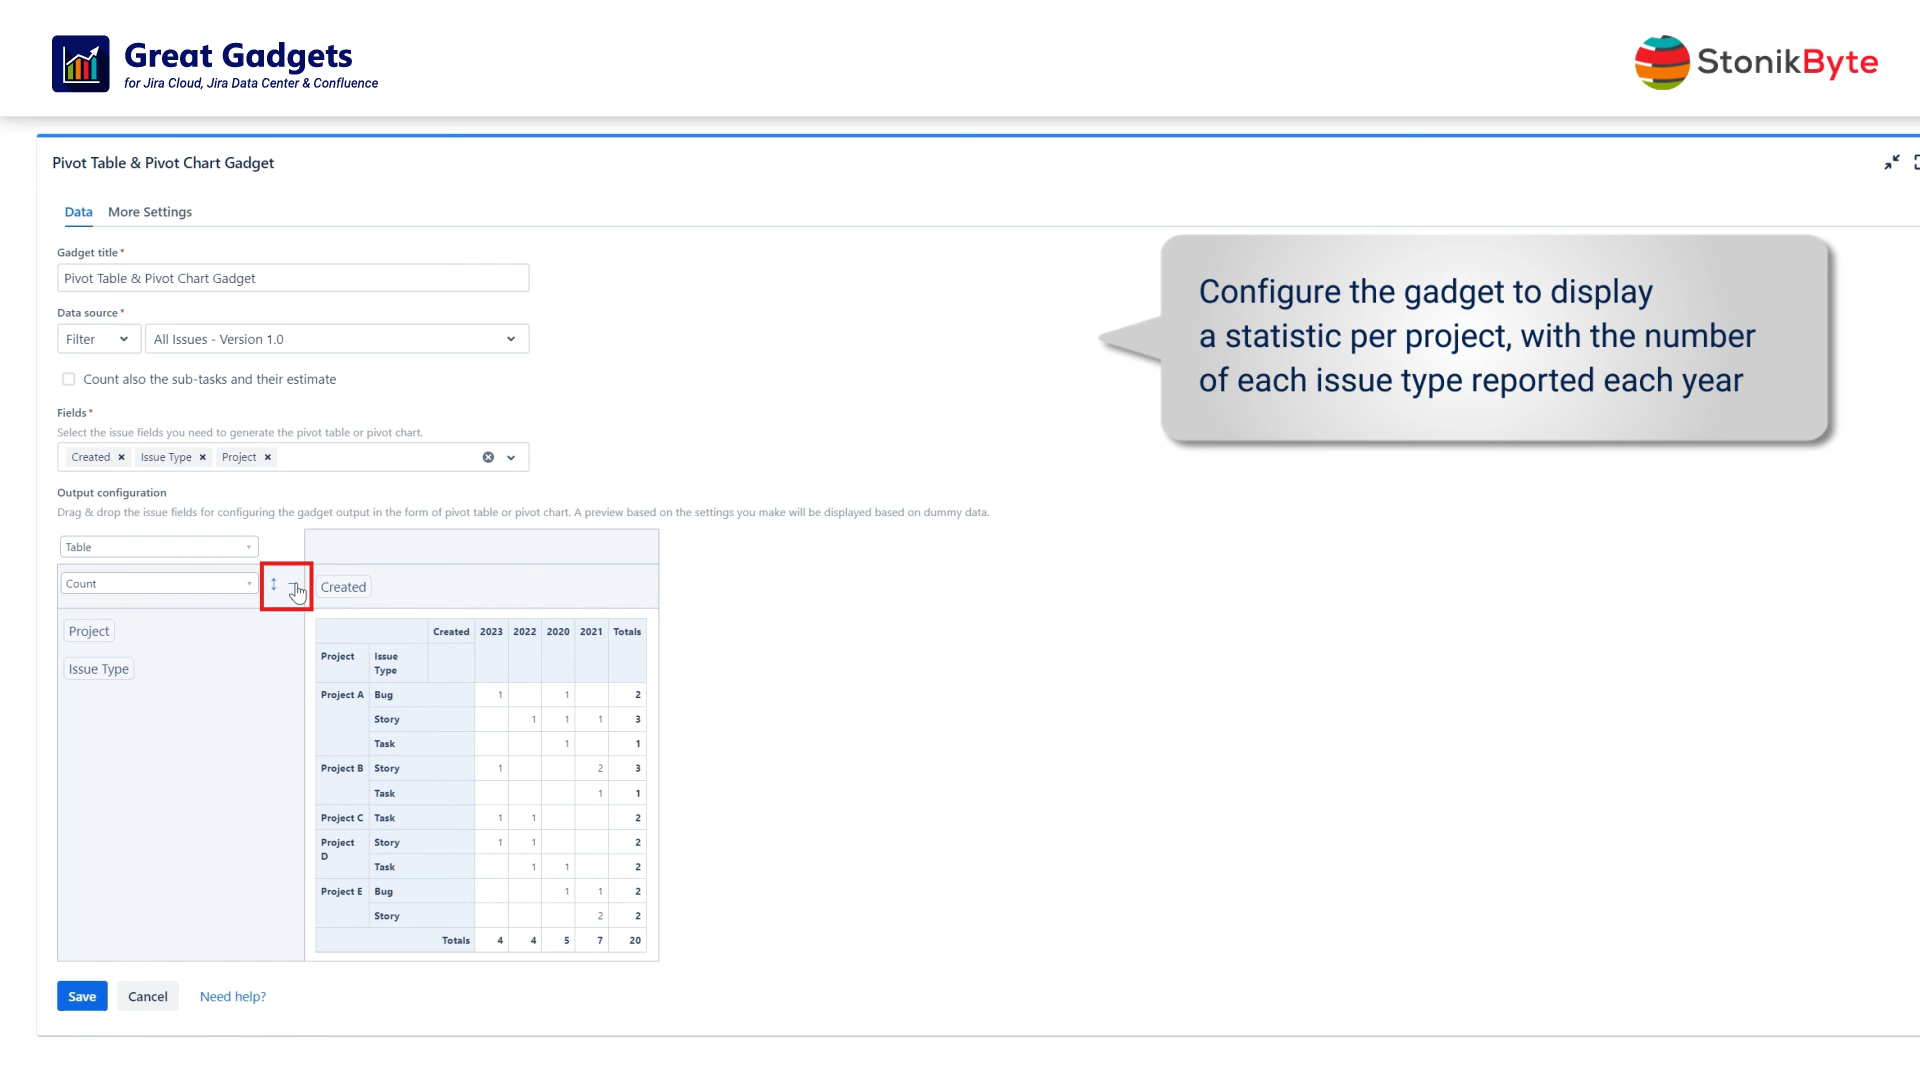 Great Gadgets
for Jira Cloud, Jira Data Center & Confluence
StonikByte
Pivot Table & Pivot Chart Gadget
Data More Settings
Gadget title *
Pivot Table & Pivot Chart Gadget
Data source *
Filter All Issues - Version 1.0
Count also the sub-tasks and their estimate
Configure the gadget to display
a statistic per project, with the number
of each issue type reported each year
Fields *
Select the issue fields you need to generate the pivot table or pivot chart.
Created × Issue Type × Project ×
Output configuration
Drag & drop the issue fields for configuring the gadget output in the form of pivot table or pivot chart. A preview based on the settings you make will be displayed based on dummy data.
Table
Count
Created
Project
Issue Type
Created 2023 2022 2020 2021 Totals
Project Issue
Type
Project A Bug 1 1 2
Story 1 1 1 3
Task 1 1
Project B Story 1 2 3
Task 1 1
Project C Task 1 1 2
Project
D Story 1 1 2
Task 1 1 2
Project E Bug 1 1 2
Story 2 2
Totals 4 4 5 7 20
Save Cancel Need help?